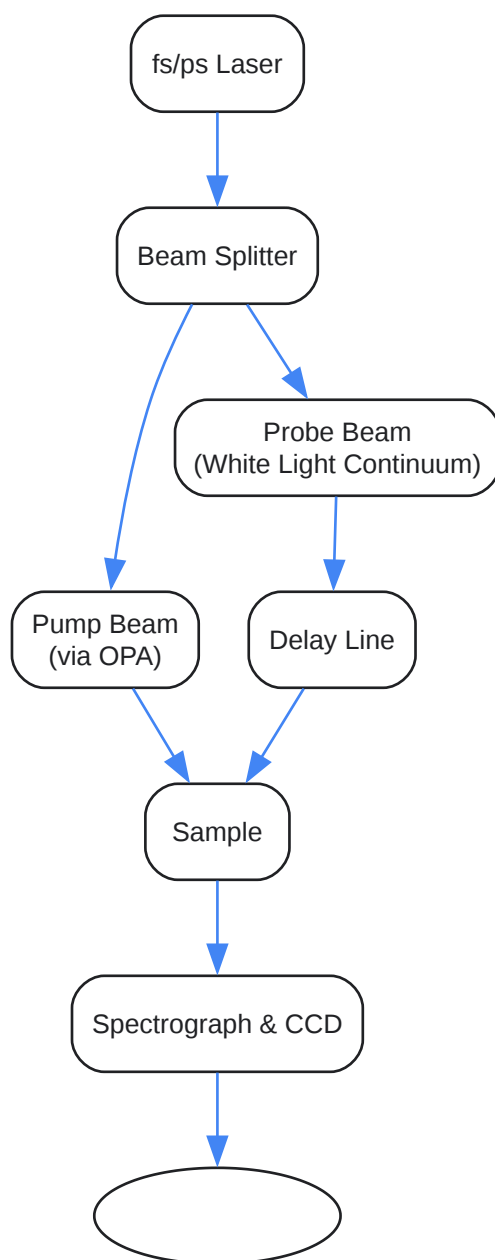 fs/ps Laser
Beam Splitter
Probe Beam
(White Light Continuum)
Pump Beam
(via OPA)
Delay Line
Sample
Spectrograph & CCD